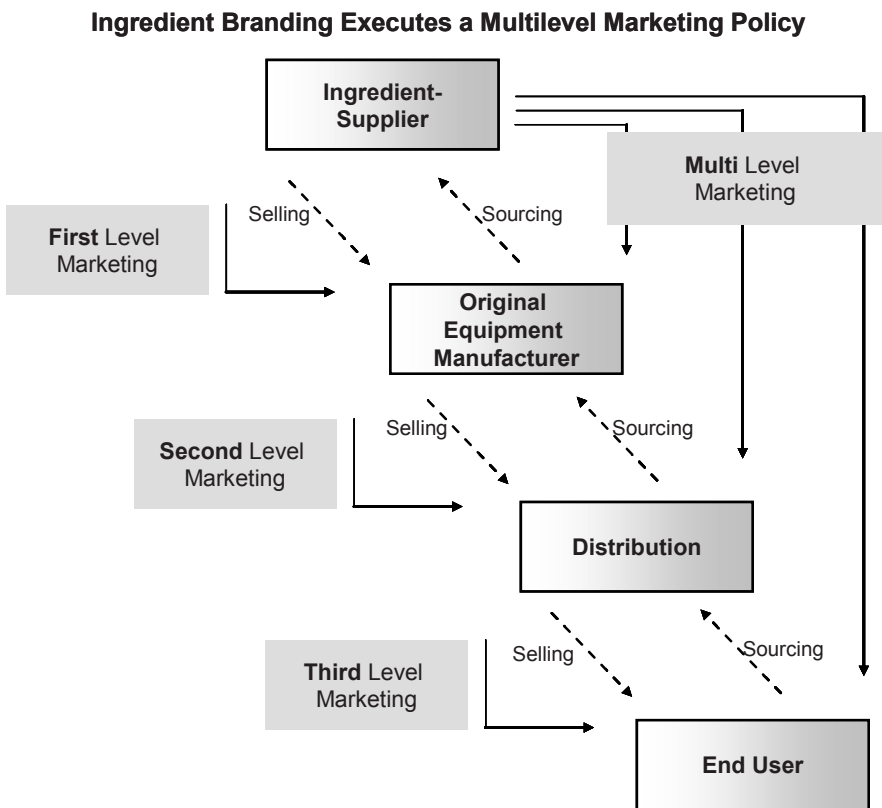 Ingredient Branding Executes a Multilevel Marketing Policy
Ingredient-
Supplier
Multi Level
Marketing
Selling
Sourcing
First Level
Marketing
Original
Equipment
Manufacturer
Selling
Sourcing
Second Level
Marketing
Distribution
Selling
Sourcing
Third Level
Marketing
End User